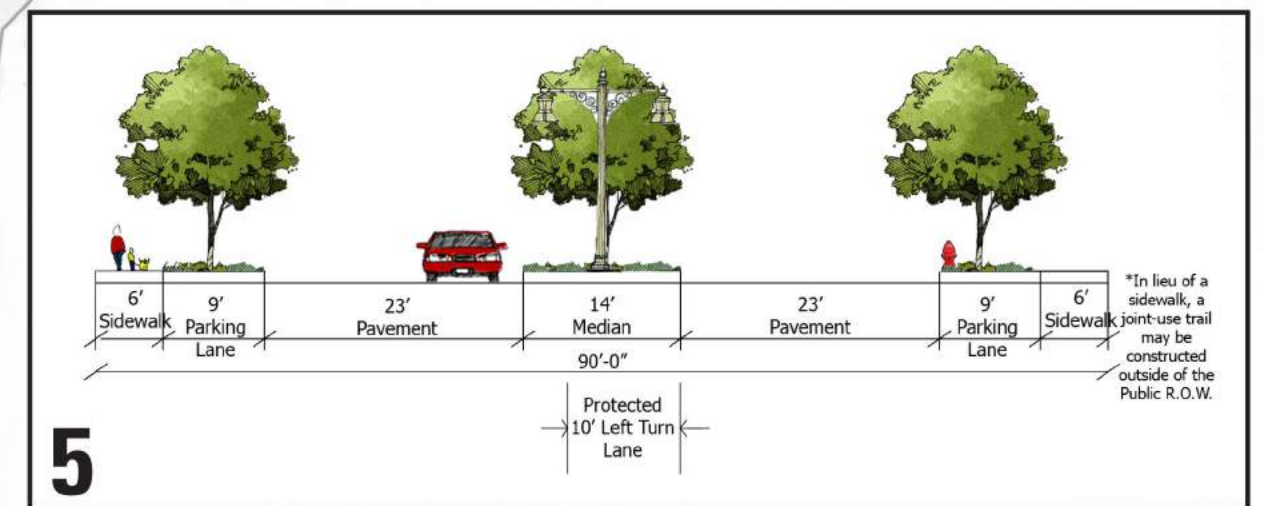 6'
Sidewalk
9'
Parking
Lane
23'
Pavement
14'
Median
23'
Pavement
9'
Parking
Lane
6'
Sidewalk
*In lieu of a
sidewalk, a
joint-use trail
may be
constructed
outside of the
Public R.O.W.
90'-0"
Protected
10' Left Turn
Lane
5